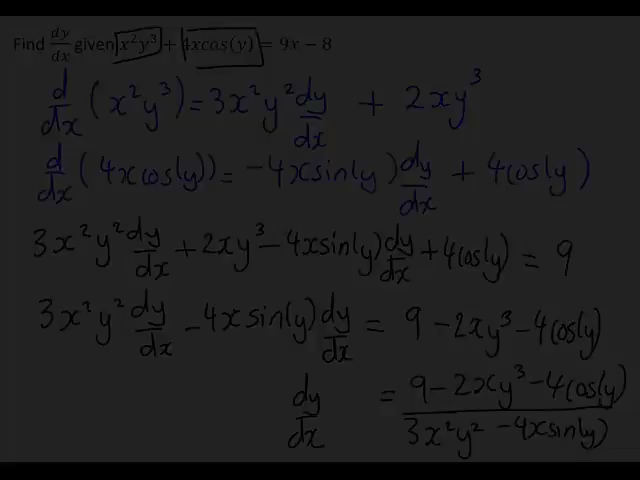 Find dy/dx given x²y³ + 4xcos(y) = 9x − 8
d/dx (x²y³) = 3x²y² dy/dx + 2xy³
d/dx (4xcos(y)) = −4xsin(y) dy/dx + 4cos(y)
3x²y² dy/dx + 2xy³ − 4xsin(y) dy/dx + 4cos(y) = 9
3x²y² dy/dx − 4xsin(y) dy/dx = 9 − 2xy³ − 4cos(y)
dy/dx = (9 − 2xy³ − 4cos(y)) / (3x²y² − 4xsin(y))